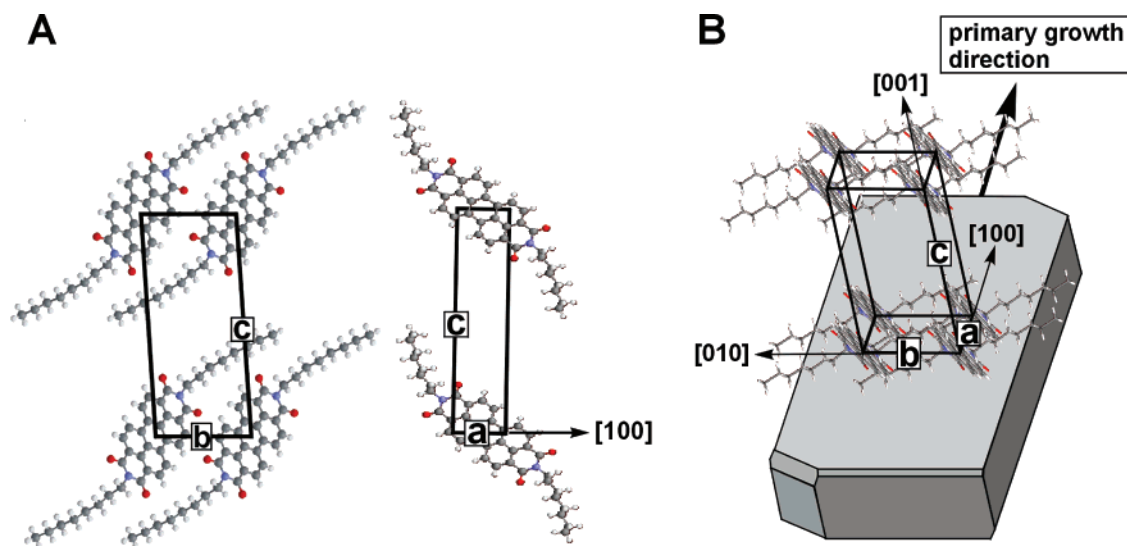 A
B
primary growth
direction
[001]
[100]
c
c
c
[010]
b
a
b
a
[100]